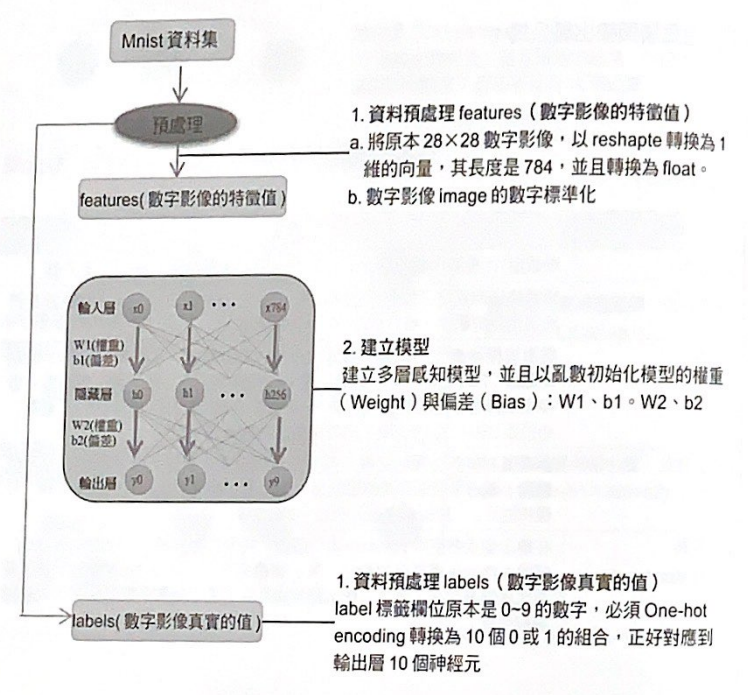 Mnist 資料集
預處理
1. 資料預處理 features（數字影像的特徵值）
a. 將原本 28×28 數字影像，以 reshapte 轉換為 1
維的向量，其長度是 784，並且轉換為 float。
b. 數字影像 image 的數字標準化
features( 數字影像的特徵值 )
輸入層 x0 x1 ··· x784
W1(權重)
b1(偏差)
隱藏層 h0 h1 ··· h256
W2(權重)
b2(偏差)
輸出層 y0 y1 ··· y9
2. 建立模型
建立多層感知模型，並且以亂數初始化模型的權重
（Weight）與偏差（Bias）：W1、b1。W2、b2
1. 資料預處理 labels（數字影像真實的值）
label 標籤欄位原本是 0~9 的數字，必須 One-hot
encoding 轉換為 10 個 0 或 1 的組合，正好對應到
輸出層 10 個神經元
labels( 數字影像真實的值 )